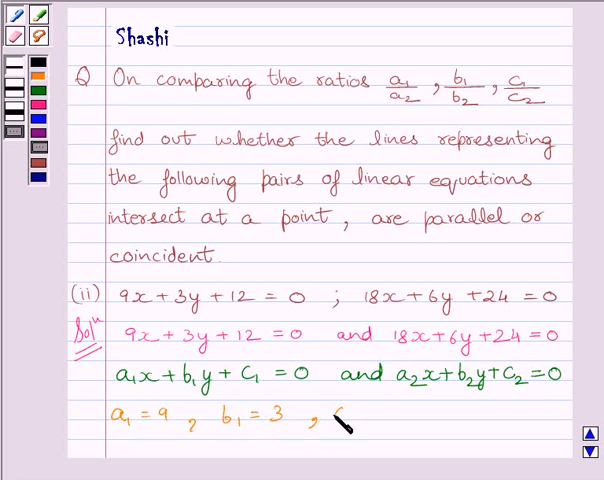 Shashi
Q On comparing the ratios a₁/a₂ , b₁/b₂ , c₁/c₂
find out whether the lines representing
the following pairs of linear equations
intersect at a point, are parallel or
coincident.
(ii) 9x + 3y + 12 = 0 ; 18x + 6y + 24 = 0
Solⁿ 9x + 3y + 12 = 0 and 18x + 6y + 24 = 0
a₁x + b₁y + c₁ = 0 and a₂x + b₂y + c₂ = 0
a₁ = 9 , b₁ = 3 ,